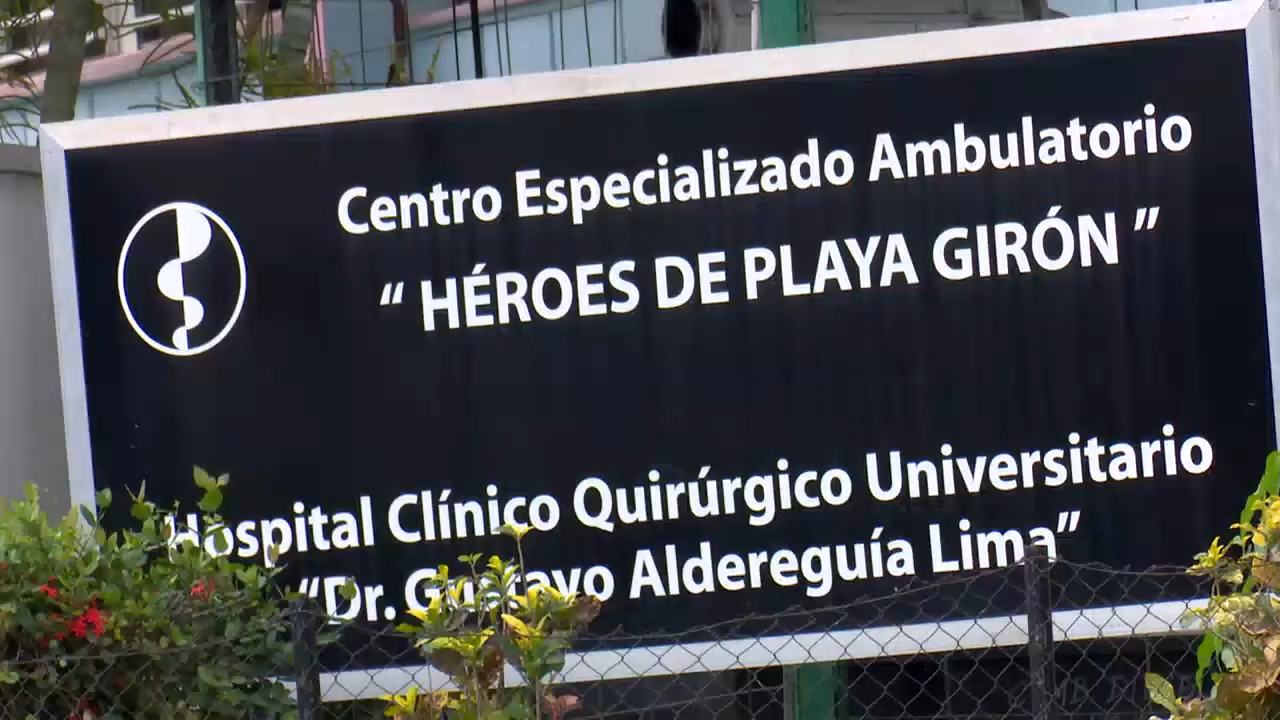 Centro Especializado Ambulatorio
“ HÉROES DE PLAYA GIRÓN ”
Hospital Clínico Quirúrgico Universitario
“Dr. Gustavo Aldereguía Lima”